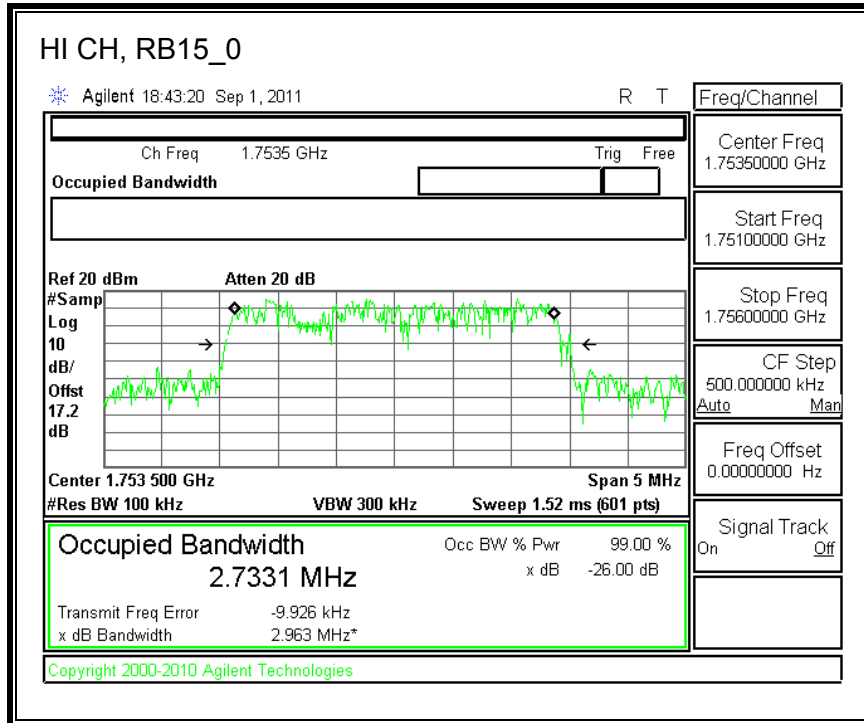 HI CH, RB15_0
Agilent 18:43:20 Sep 1, 2011 R T
Freq/Channel
Ch Freq 1.7535 GHz Trig Free
Occupied Bandwidth
Center Freq
1.75350000 GHz
Start Freq
1.75100000 GHz
Stop Freq
1.75600000 GHz
CF Step
500.000000 kHz
Auto Man
Freq Offset
0.00000000 Hz
Signal Track
On Off
Ref 20 dBm Atten 20 dB
#Samp
Log
10
dB/
Offst
17.2
dB
Center 1.753 500 GHz Span 5 MHz
#Res BW 100 kHz VBW 300 kHz Sweep 1.52 ms (601 pts)
Occupied Bandwidth Occ BW % Pwr 99.00 %
2.7331 MHz x dB -26.00 dB
Transmit Freq Error -9.926 kHz
x dB Bandwidth 2.963 MHz*
Copyright 2000-2010 Agilent Technologies